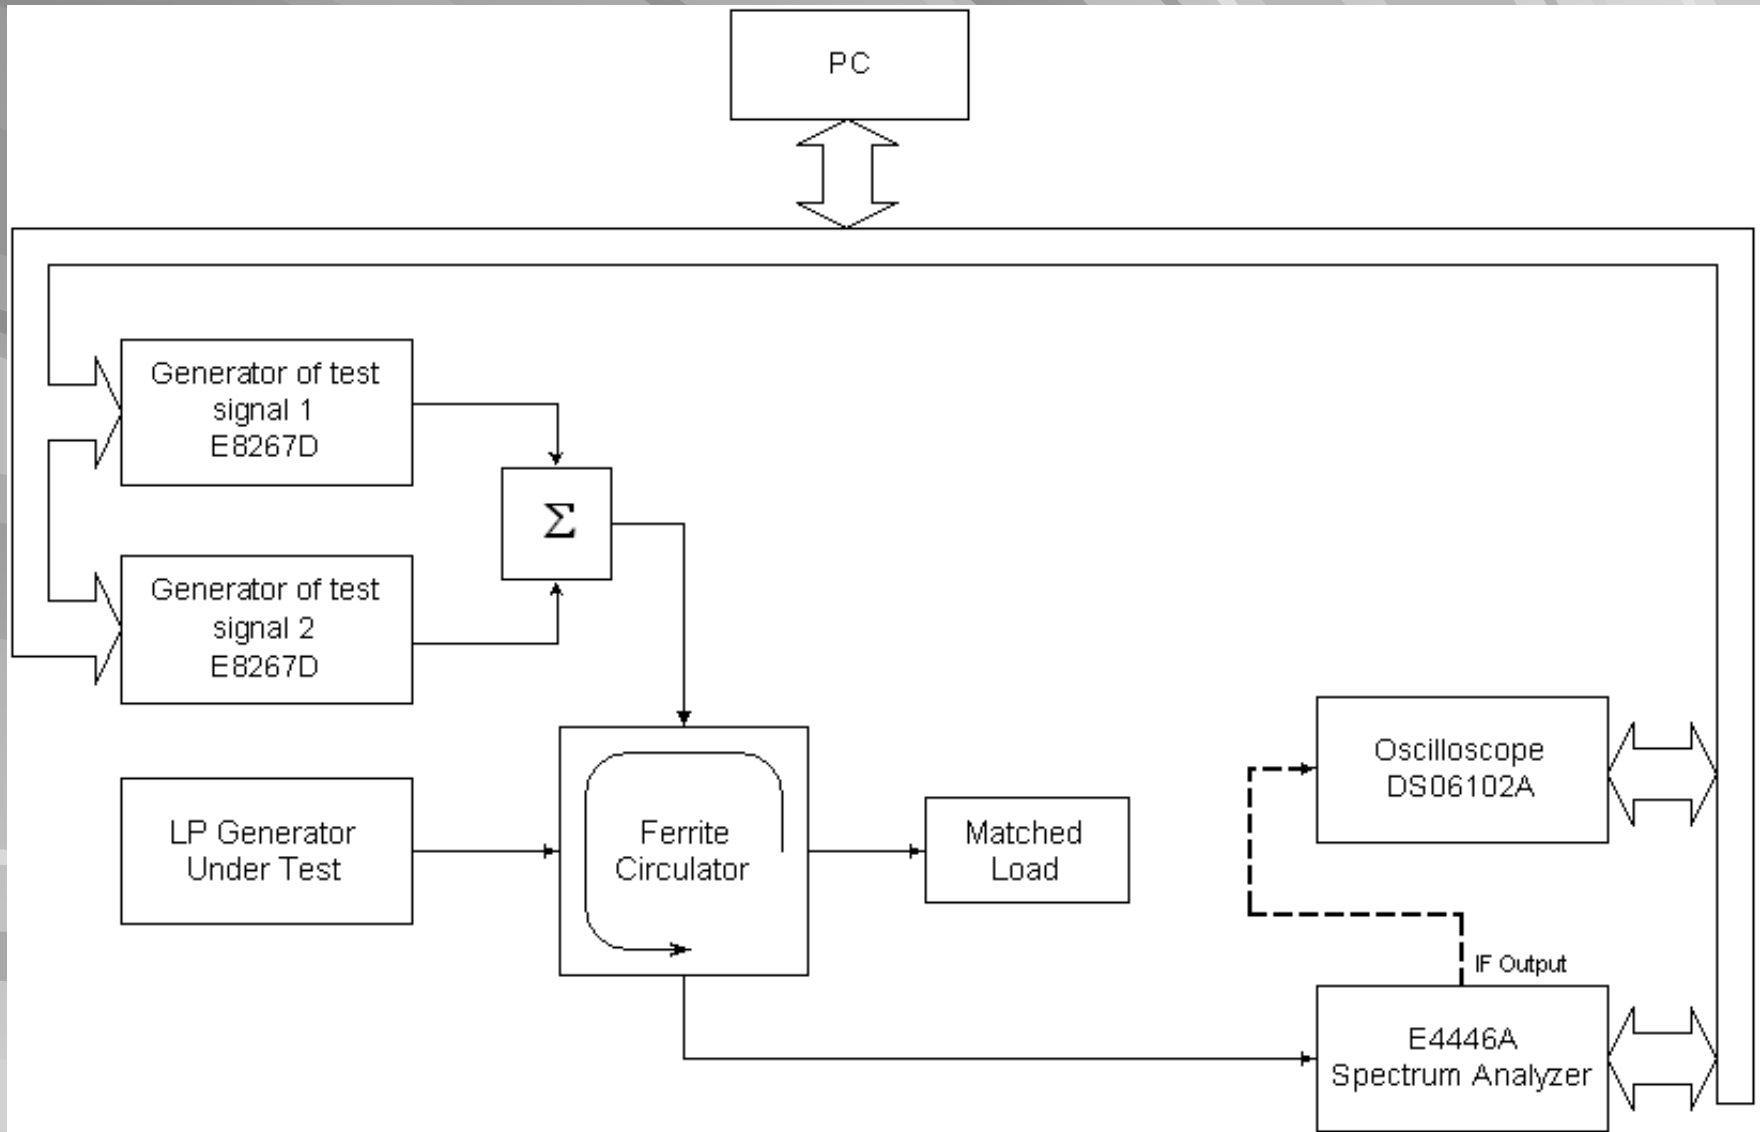 PC
Generator of test
signal 1
E8267D
Σ
Generator of test
signal 2
E8267D
LP Generator
Under Test
Ferrite
Circulator
Matched
Load
Oscilloscope
DS06102A
IF Output
E4446A
Spectrum Analyzer